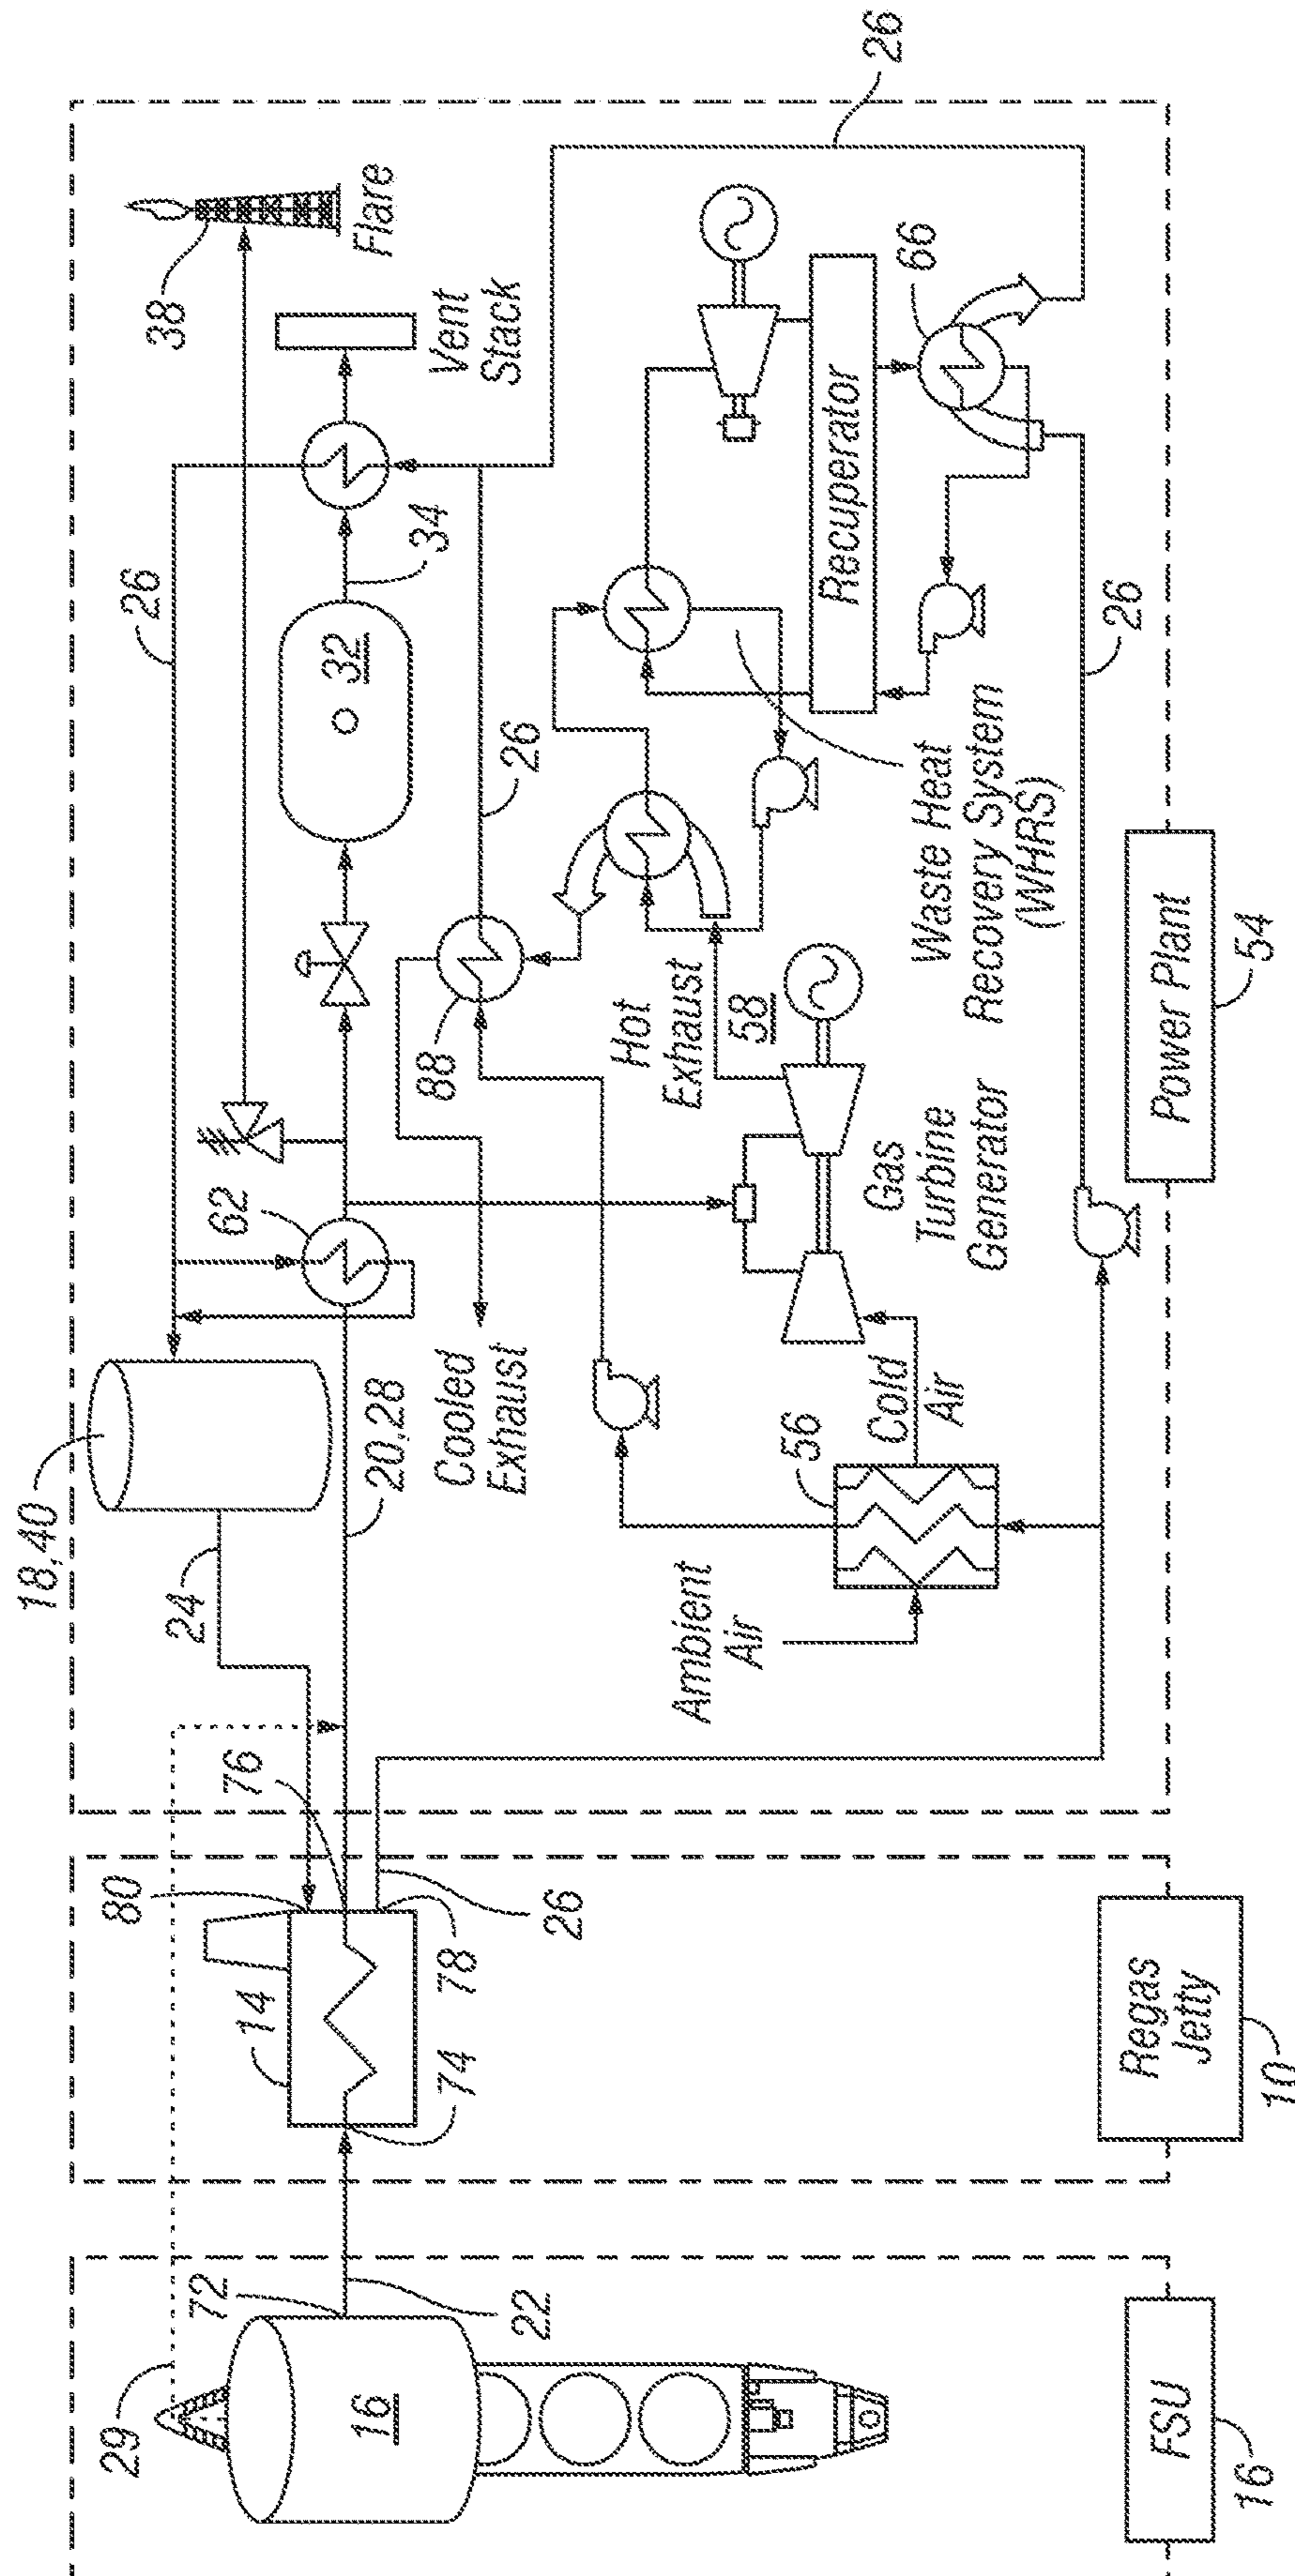 18,40
24
26
62
38
Flare
Vent
Stack
32
34
20,28
Cooled
Exhaust
88
26
26
Hot
Exhaust
58
Recuperator
66
Waste Heat
Recovery System
(WHRS)
26
Gas
Turbine
Generator
Cold
Air
56
Ambient
Air
Power Plant
54
76
80
14
74
78
26
Regas
Jetty
10
29
72
22
16
FSU
16